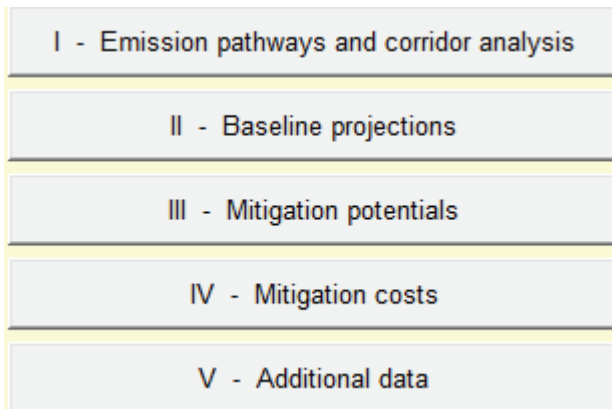 I - Emission pathways and corridor analysis
II - Baseline projections
III - Mitigation potentials
IV - Mitigation costs
V - Additional data